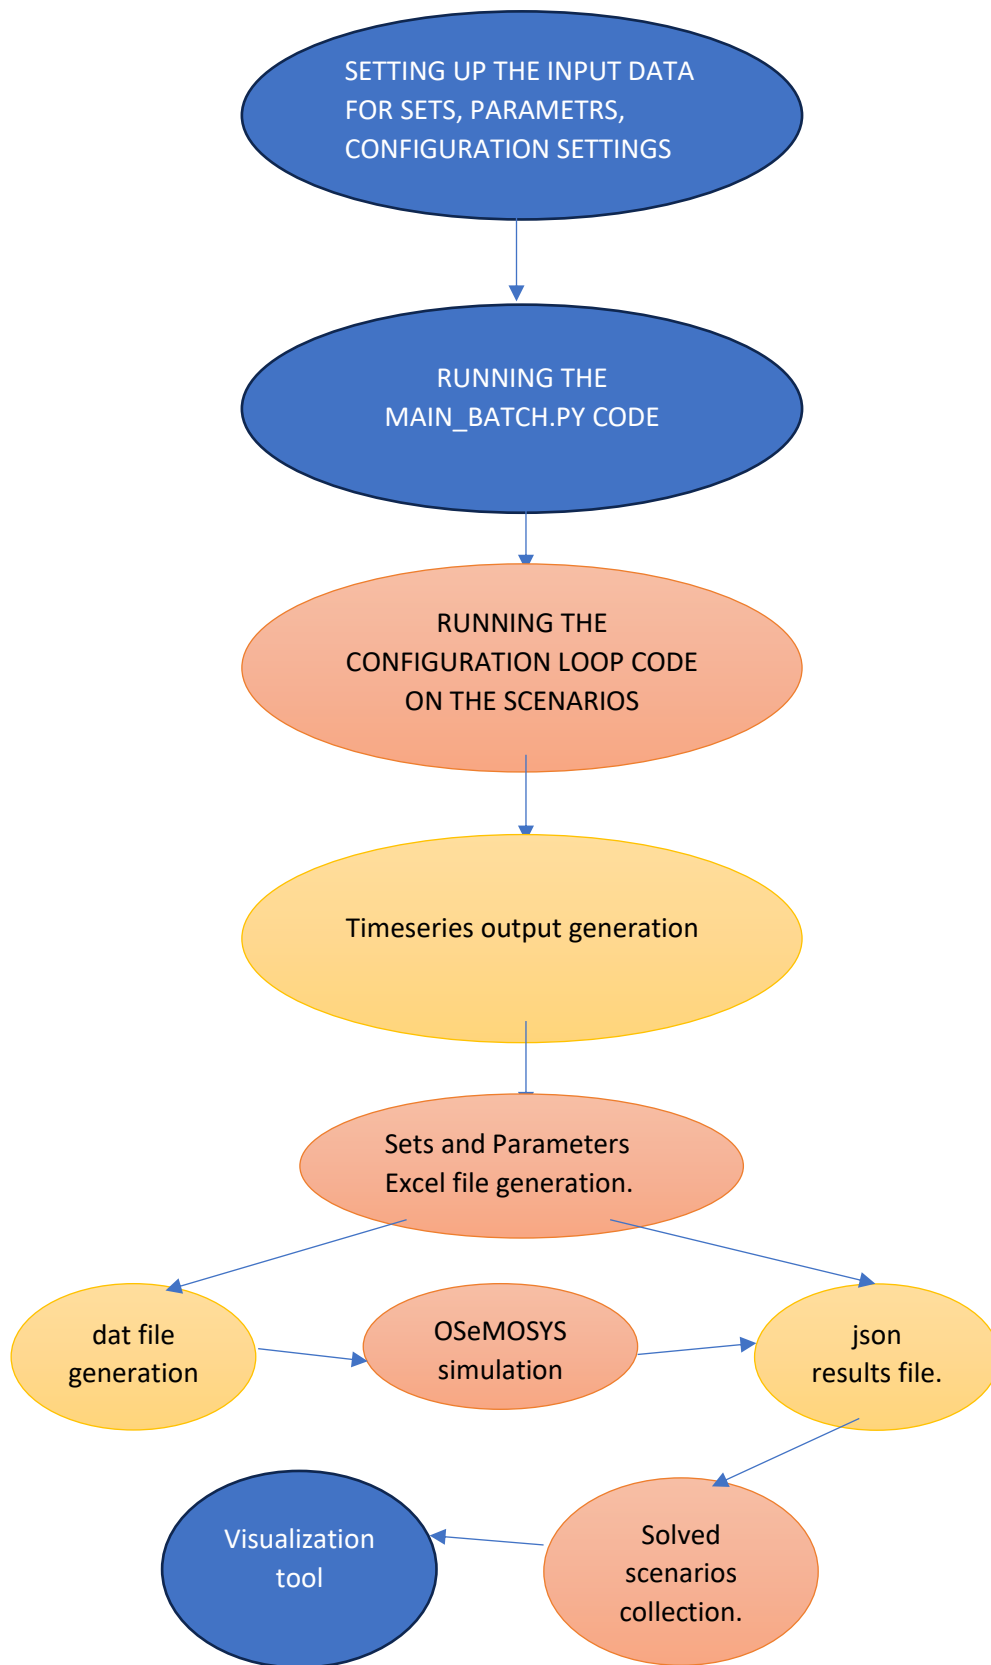 SETTING UP THE INPUT DATA
FOR SETS, PARAMETRS,
CONFIGURATION SETTINGS
RUNNING THE
MAIN_BATCH.PY CODE
RUNNING THE
CONFIGURATION LOOP CODE
ON THE SCENARIOS
Timeseries output generation
Sets and Parameters
Excel file generation.
dat file
generation
OSeMOSYS
simulation
json
results file.
Visualization
tool
Solved
scenarios
collection.